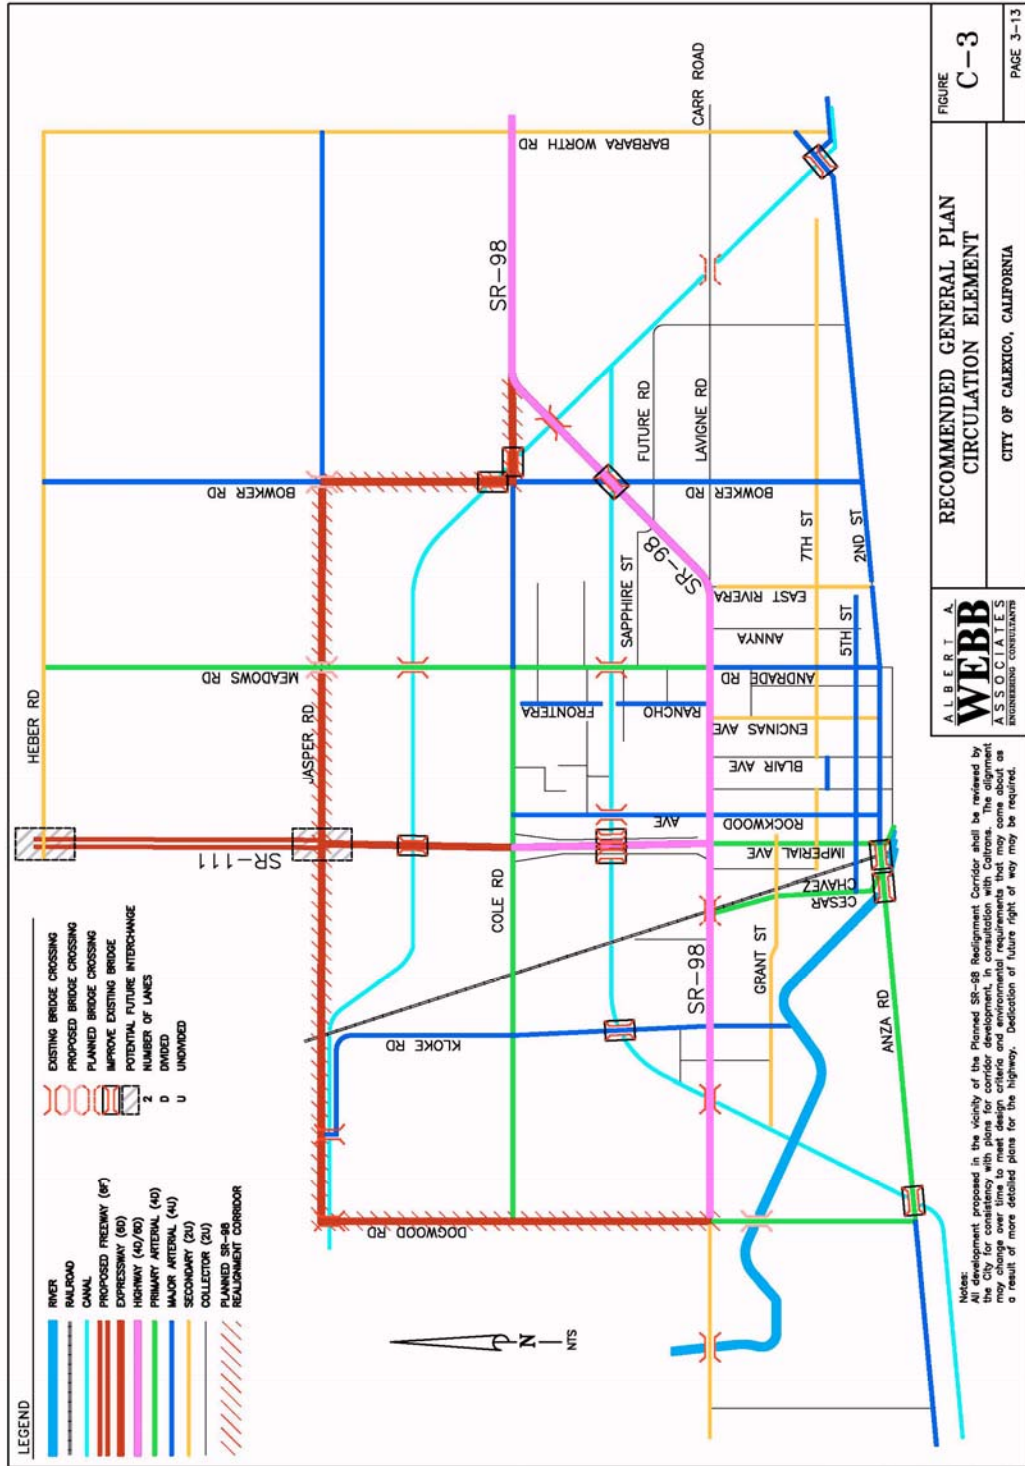 LEGEND
RIVER
RAILROAD
CANAL
PROPOSED FREEWAY (6F)
EXPRESSWAY (6D)
HIGHWAY (4D/6D)
PRIMARY ARTERIAL (4D)
MAJOR ARTERIAL (4U)
SECONDARY (2U)
COLLECTOR (2U)
PLANNED SR-98
REALIGNMENT CORRIDOR
EXISTING BRIDGE CROSSING
PROPOSED BRIDGE CROSSING
PLANNED BRIDGE CROSSING
IMPROVE EXISTING BRIDGE
POTENTIAL FUTURE INTERCHANGE
2 NUMBER OF LANES
D DIVIDED
U UNDIVIDED
N
NTS
HEBER RD
SR-111
JASPER RD
MEADOWS RD
BOWKER RD
DOGWOOD RD
KLOKE RD
COLE RD
SR-98
BARBARA WORTH RD
FRONTERA
SAPPHIRE ST
RANCHO
ROCKWOOD
AVE
FUTURE RD
LAVIGNE RD
CARR ROAD
SR-98
BOWKER RD
SR-98
GRANT ST
CESAR
CHAVEZ
IMPERIAL AVE
BLAIR AVE
ENCINAS AVE
ANDRADE RD
ANNYA
EAST RIVERA
5TH ST
7TH ST
2ND ST
ANZA RD
Notes:
All development proposed in the vicinity of the Planned SR-98 Realignment Corridor shall be reviewed by
the City for consistency with plans for corridor development, in consultation with Caltrans. The alignment
may change over time to meet design criteria and environmental requirements that may come about as
a result of more detailed plans for the highway. Dedication of future right of way may be required.
ALBERT A.
WEBB
ASSOCIATES
ENGINEERING CONSULTANTS
RECOMMENDED GENERAL PLAN
CIRCULATION ELEMENT
CITY OF CALEXICO, CALIFORNIA
FIGURE
C-3
PAGE 3-13